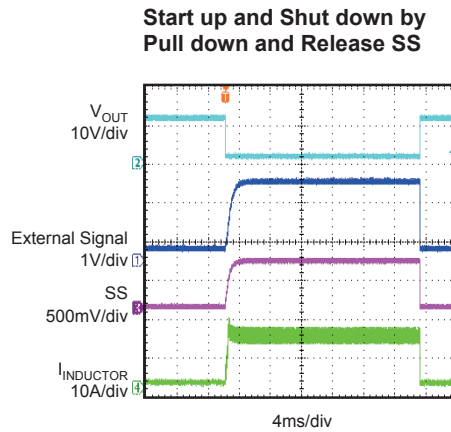 Start up and Shut down by
Pull down and Release SS
T
VOUT
10V/div
2
External Signal
1V/div
1
SS
500mV/div
3
IINDUCTOR
10A/div
4
4ms/div